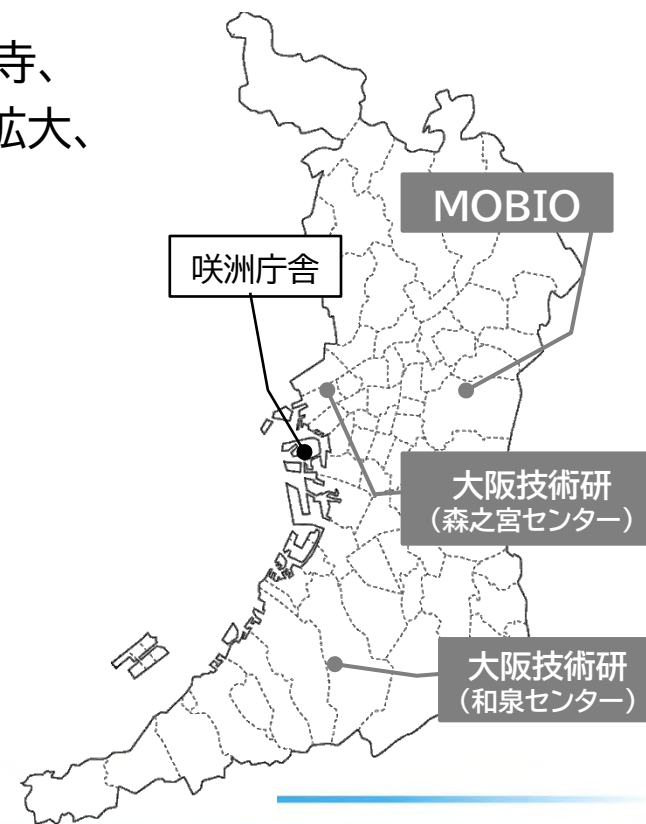 寺、
拡大、
MOBIO
咲洲庁舎
大阪技術研
（森之宮センター）
大阪技術研
（和泉センター）